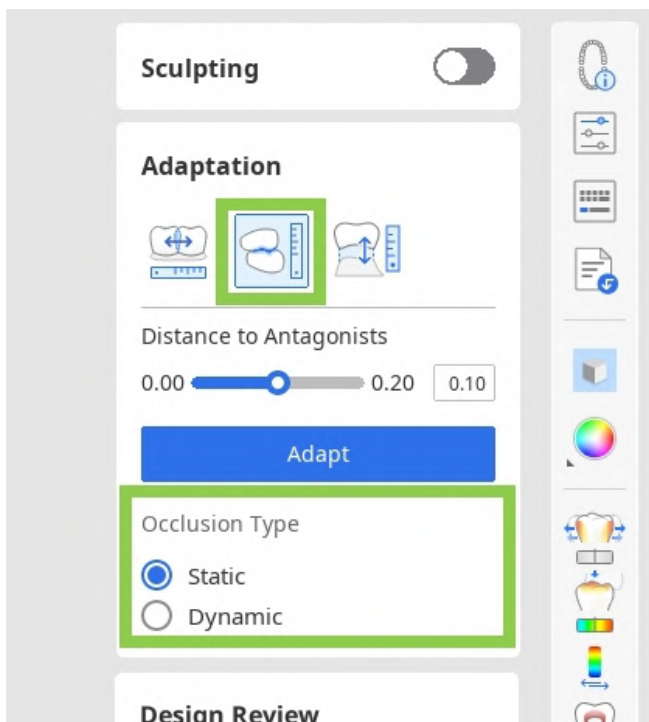 Sculpting
Adaptation
Distance to Antagonists
0.00 0.20 0.10
Adapt
Occlusion Type
Static
Dynamic
Design Review